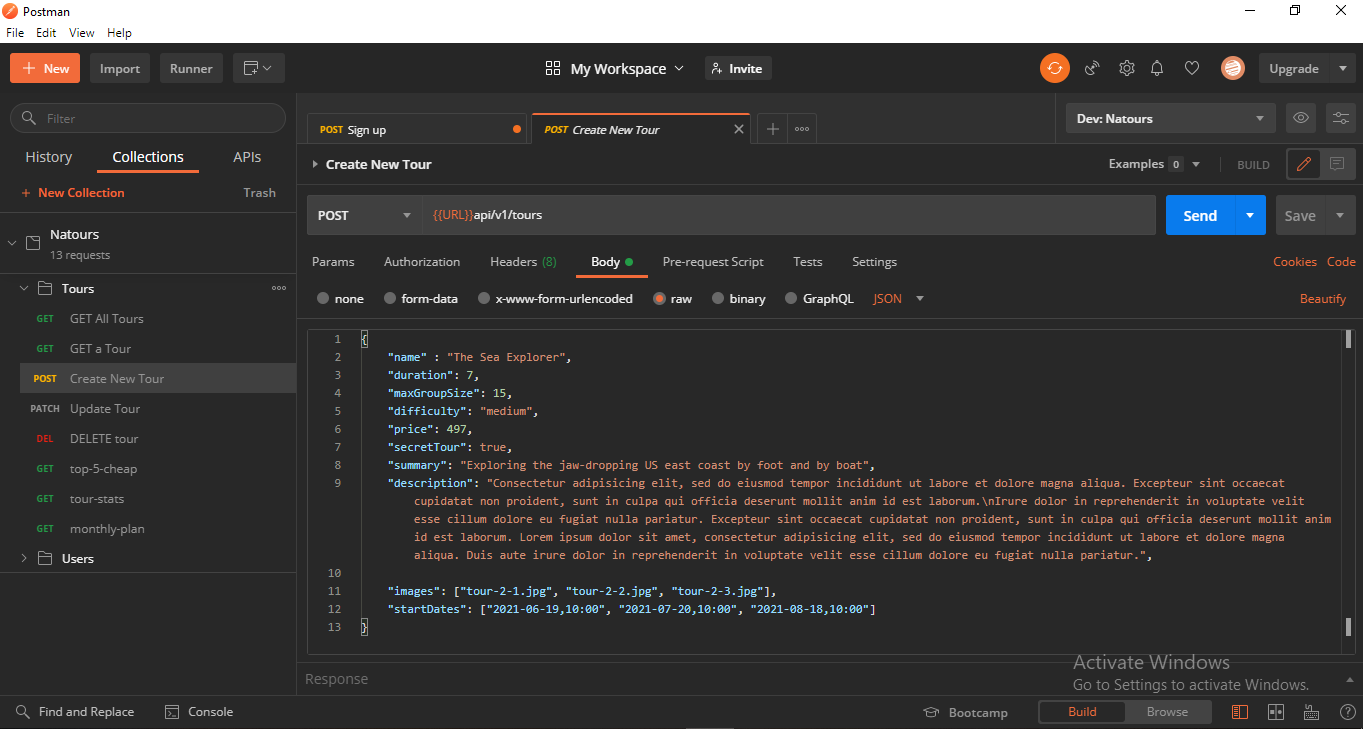 Postman
File Edit View Help
New Import Runner My Workspace Invite Upgrade
Filter
History Collections APIs
New Collection Trash
Natours
13 requests
Tours
GET GET All Tours
GET GET a Tour
POST Create New Tour
PATCH Update Tour
DEL DELETE tour
GET top-5-cheap
GET tour-stats
GET monthly-plan
Users
POST Sign up POST Create New Tour Dev: Natours
Create New Tour Examples 0 BUILD
POST {{URL}}api/v1/tours Send Save
Params Authorization Headers (8) Body Pre-request Script Tests Settings Cookies Code
none form-data x-www-form-urlencoded raw binary GraphQL JSON Beautify
1 {
2 "name" : "The Sea Explorer",
3 "duration": 7,
4 "maxGroupSize": 15,
5 "difficulty": "medium",
6 "price": 497,
7 "secretTour": true,
8 "summary": "Exploring the jaw-dropping US east coast by foot and by boat",
9 "description": "Consectetur adipisicing elit, sed do eiusmod tempor incididunt ut labore et dolore magna aliqua. Excepteur sint occaecat
cupidatat non proident, sunt in culpa qui officia deserunt mollit anim id est laborum.\nIrure dolor in reprehenderit in voluptate velit
esse cillum dolore eu fugiat nulla pariatur. Excepteur sint occaecat cupidatat non proident, sunt in culpa qui officia deserunt mollit anim
id est laborum. Lorem ipsum dolor sit amet, consectetur adipisicing elit, sed do eiusmod tempor incididunt ut labore et dolore magna
aliqua. Duis aute irure dolor in reprehenderit in voluptate velit esse cillum dolore eu fugiat nulla pariatur.",
10
11 "images": ["tour-2-1.jpg", "tour-2-2.jpg", "tour-2-3.jpg"],
12 "startDates": ["2021-06-19,10:00", "2021-07-20,10:00", "2021-08-18,10:00"]
13 }
Response
Activate Windows
Go to Settings to activate Windows.
Find and Replace Console Bootcamp Build Browse